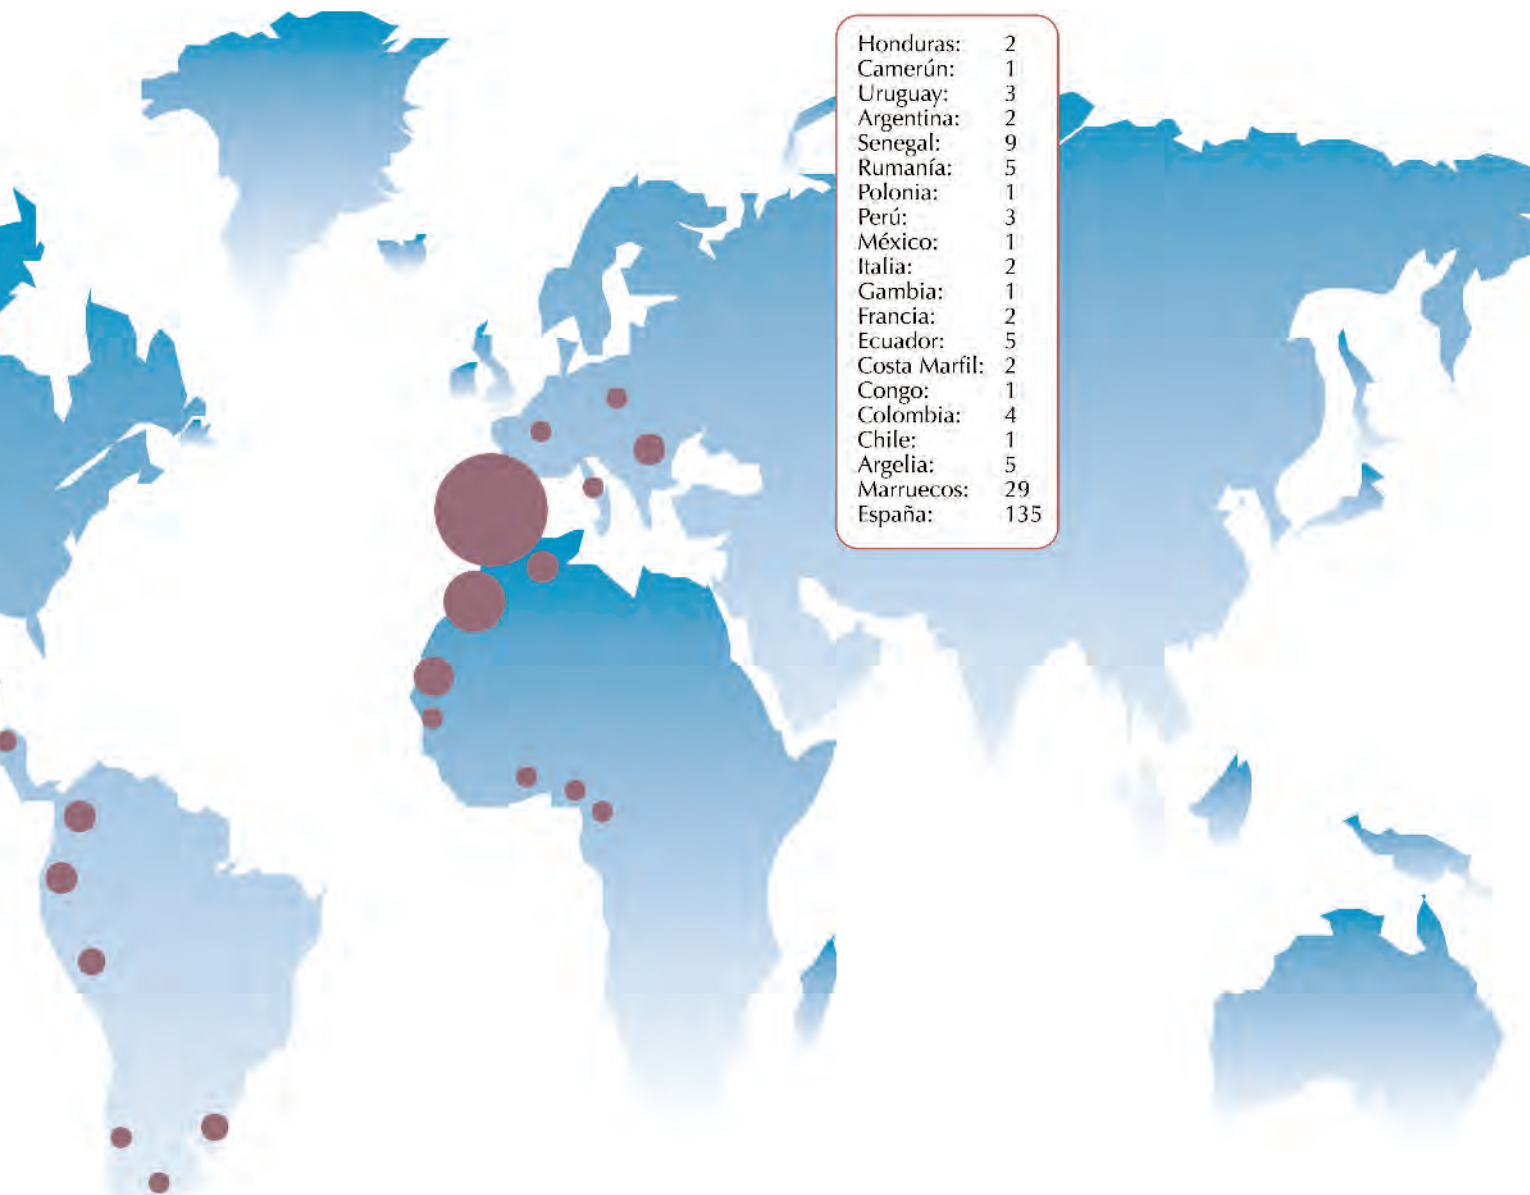 Honduras: 2
Camerún: 1
Uruguay: 3
Argentina: 2
Senegal: 9
Rumanía: 5
Polonia: 1
Perú: 3
México: 1
Italia: 2
Gambia: 1
Francia: 2
Ecuador: 5
Costa Marfil: 2
Congo: 1
Colombia: 4
Chile: 1
Argelia: 5
Marruecos: 29
España: 135